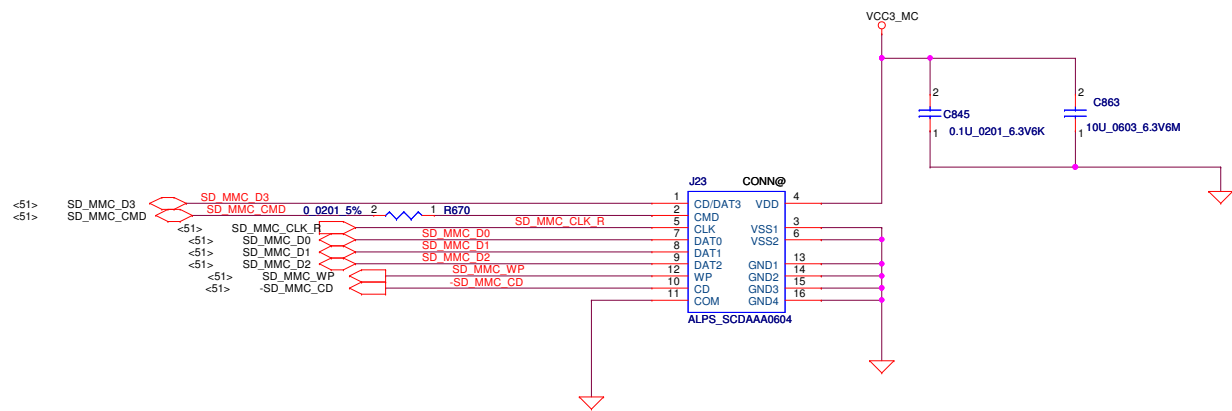 VCC3_MC
2 2
C845 C863
1 0.1U_0201_6.3V6K 1 10U_0603_6.3V6M
J23 CONN@
<51> SD_MMC_D3 SD_MMC_D3 1 CD/DAT3 VDD 4
<51> SD_MMC_CMD SD_MMC_CMD 0_0201_5% 2 1 R670 2 CMD
<51> SD_MMC_CLK_R SD_MMC_CLK_R 5 CLK VSS1 3
<51> SD_MMC_D0 SD_MMC_D0 7 DAT0 VSS2 6
<51> SD_MMC_D1 SD_MMC_D1 8 DAT1
<51> SD_MMC_D2 SD_MMC_D2 9 DAT2 GND1 13
<51> SD_MMC_WP SD_MMC_WP 12 WP GND2 14
<51> -SD_MMC_CD -SD_MMC_CD 10 CD GND3 15
11 COM GND4 16
ALPS_SCDAAA0604